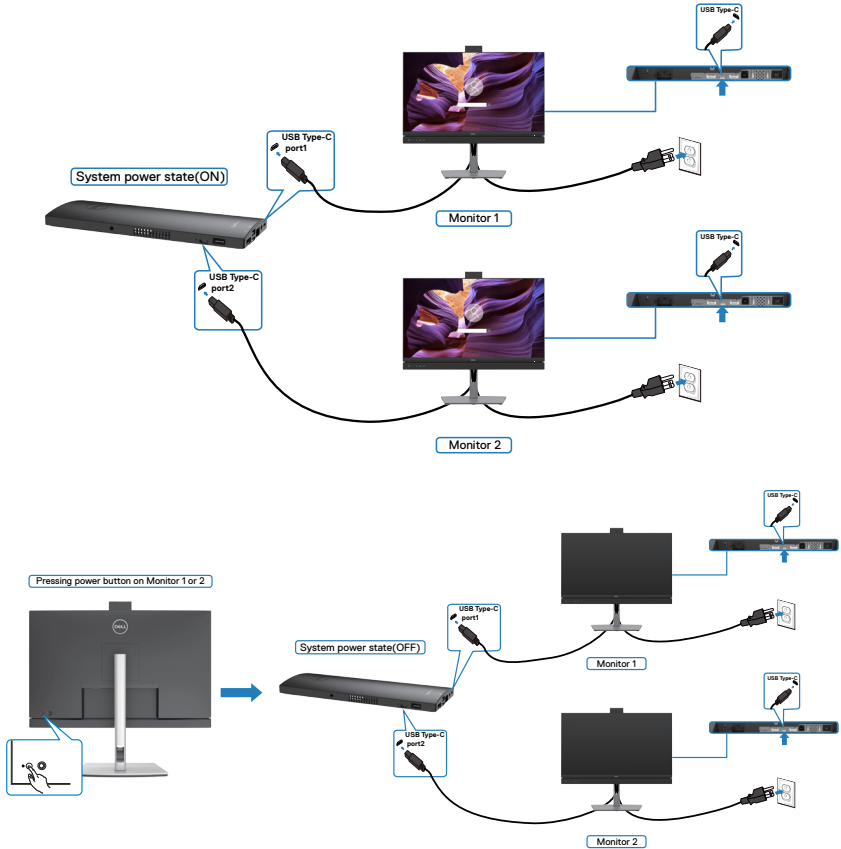 USB Type-C
USB Type-C
port1
System power state(ON)
Monitor 1
USB Type-C
USB Type-C
port2
Monitor 2
USB Type-C
Pressing power button on Monitor 1 or 2
DELL
USB Type-C
port1
System power state(OFF)
Monitor 1
USB Type-C
USB Type-C
port2
Monitor 2